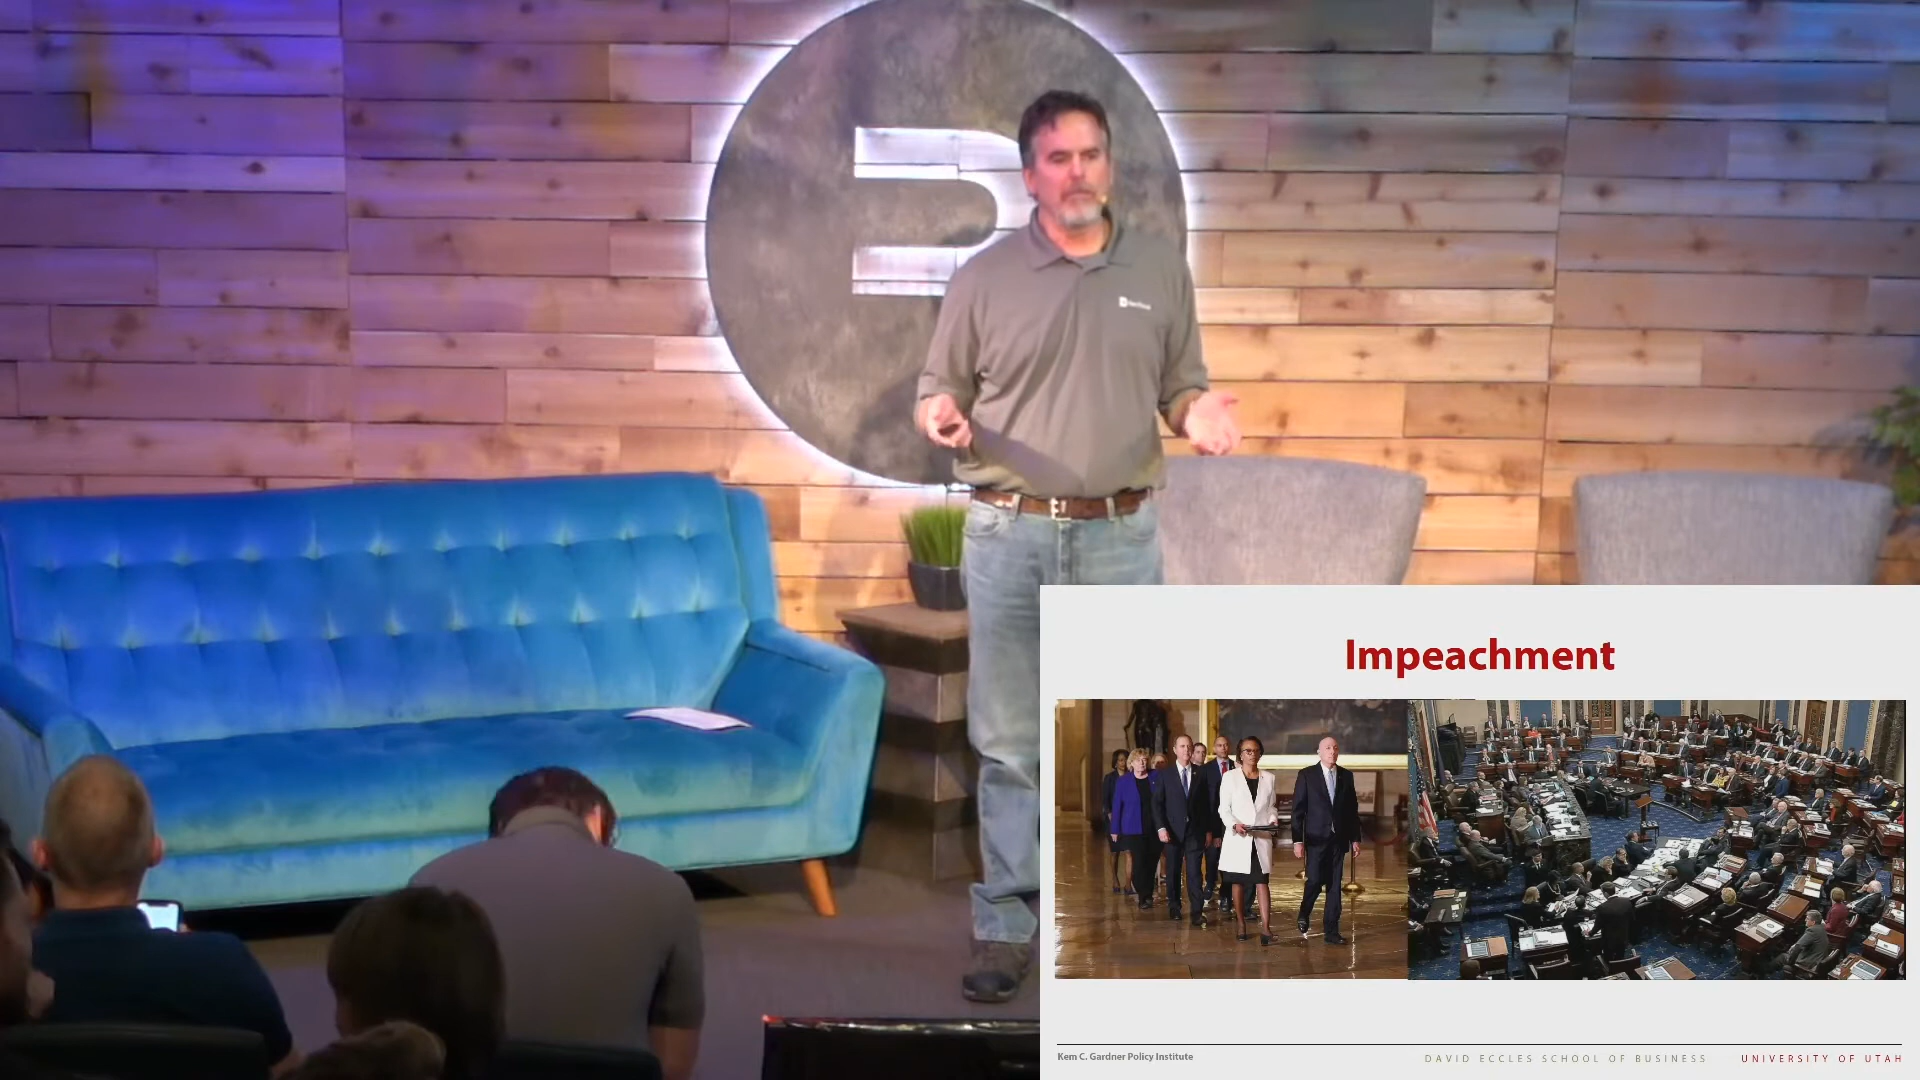 Impeachment
Kem C. Gardner Policy Institute
DAVID ECCLES SCHOOL OF BUSINESS
UNIVERSITY OF UTAH